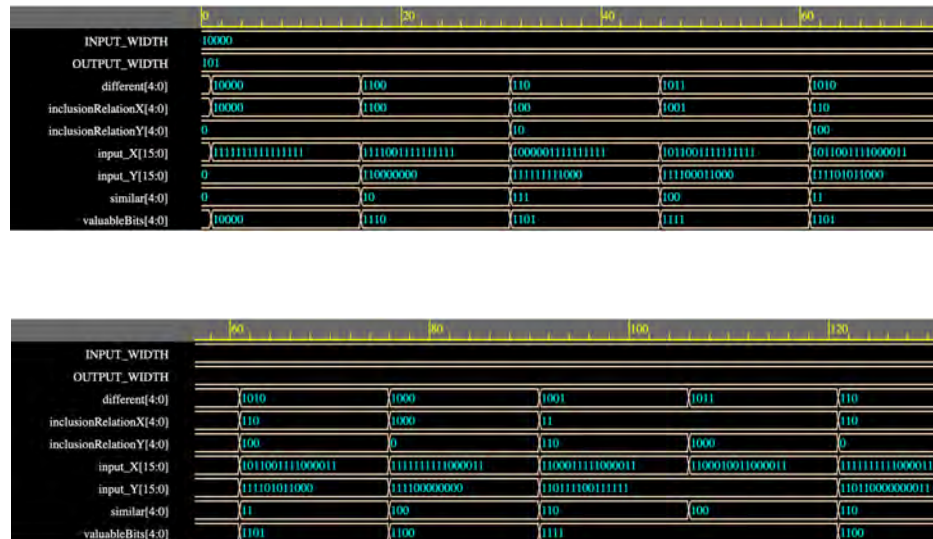 0 20 40 60
INPUT_WIDTH 10000
OUTPUT_WIDTH 101
different[4:0] 10000 1100 110 1011 1010
inclusionRelationX[4:0] 10000 1100 100 1001 110
inclusionRelationY[4:0] 0 10 100
input_X[15:0] 1111111111111111 1111001111111111 1000001111111111 1011001111111111 1011001111000011
input_Y[15:0] 0 110000000 111111111000 111100011000 111101011000
similar[4:0] 0 10 111 100 11
valuableBits[4:0] 10000 1110 1101 1111 1101
60 80 100 120
INPUT_WIDTH
OUTPUT_WIDTH
different[4:0] 1010 1000 1001 1011 110
inclusionRelationX[4:0] 110 1000 11 110
inclusionRelationY[4:0] 100 0 110 1000 0
input_X[15:0] 1011001111000011 1111111111000011 1100011111000011 1100010011000011 1111111111000011
input_Y[15:0] 111101011000 111100000000 110111100111111 1101100000000011
similar[4:0] 11 100 110 100 110
valuableBits[4:0] 1101 1100 1111 1100